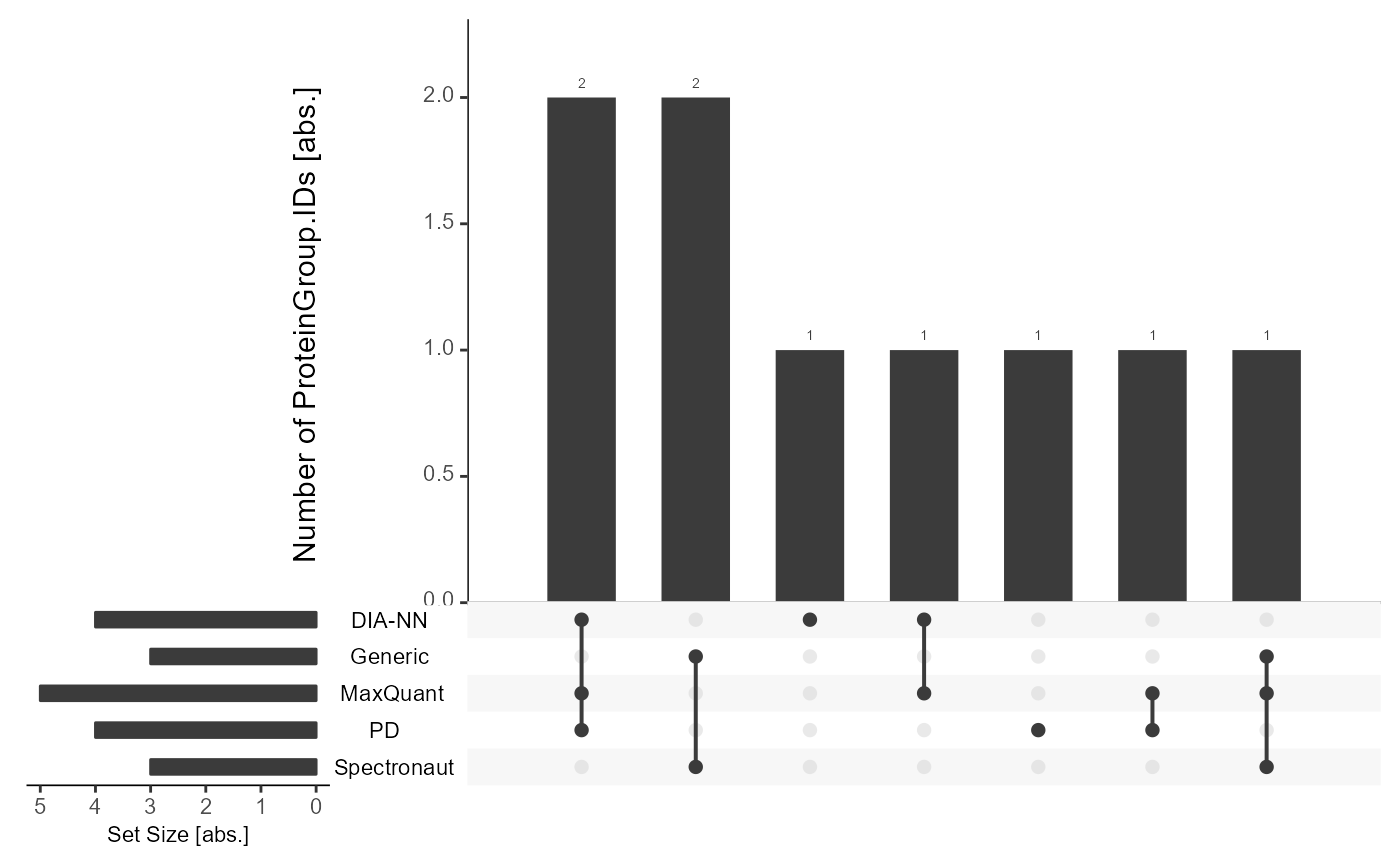 Number of ProteinGroup.IDs [abs.]
2.0
1.5
1.0
0.5
0.0
2
2
1
1
1
1
1
DIA-NN
Generic
MaxQuant
PD
Spectronaut
5 4 3 2 1 0
Set Size [abs.]